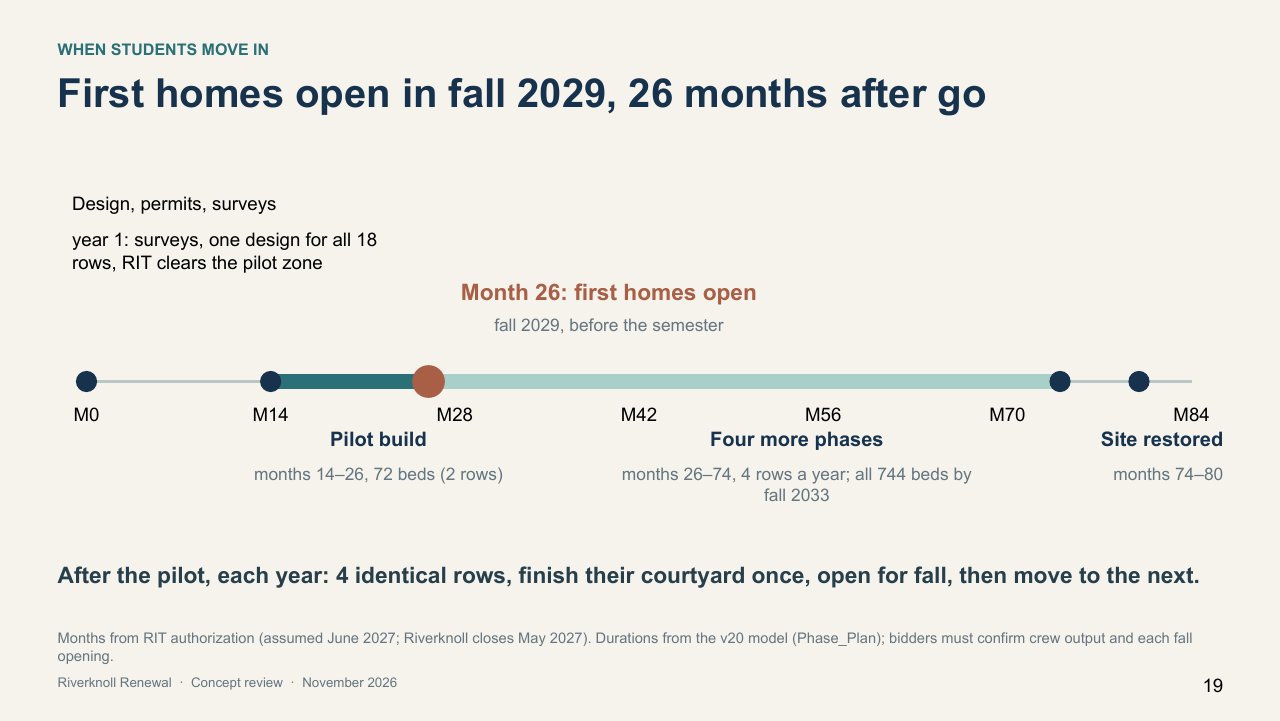 WHEN STUDENTS MOVE IN
First homes open in fall 2029, 26 months after go
Design, permits, surveys
year 1: surveys, one design for all 18
rows, RIT clears the pilot zone
Month 26: first homes open
fall 2029, before the semester
M0 M14 M28 M42 M56 M70 M84
Pilot build
months 14–26, 72 beds (2 rows)
Four more phases
months 26–74, 4 rows a year; all 744 beds by
fall 2033
Site restored
months 74–80
After the pilot, each year: 4 identical rows, finish their courtyard once, open for fall, then move to the next.
Months from RIT authorization (assumed June 2027; Riverknoll closes May 2027). Durations from the v20 model (Phase_Plan); bidders must confirm crew output and each fall
opening.
Riverknoll Renewal · Concept review · November 2026
19